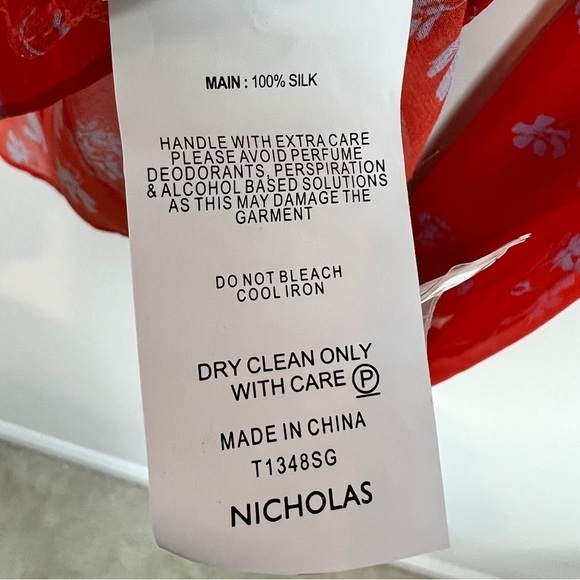 MAIN : 100% SILK
HANDLE WITH EXTRA CARE
PLEASE AVOID PERFUME
DEODORANTS, PERSPIRATION
& ALCOHOL BASED SOLUTIONS
AS THIS MAY DAMAGE THE
GARMENT
DO NOT BLEACH
COOL IRON
DRY CLEAN ONLY
WITH CARE P
MADE IN CHINA
T1348SG
NICHOLAS